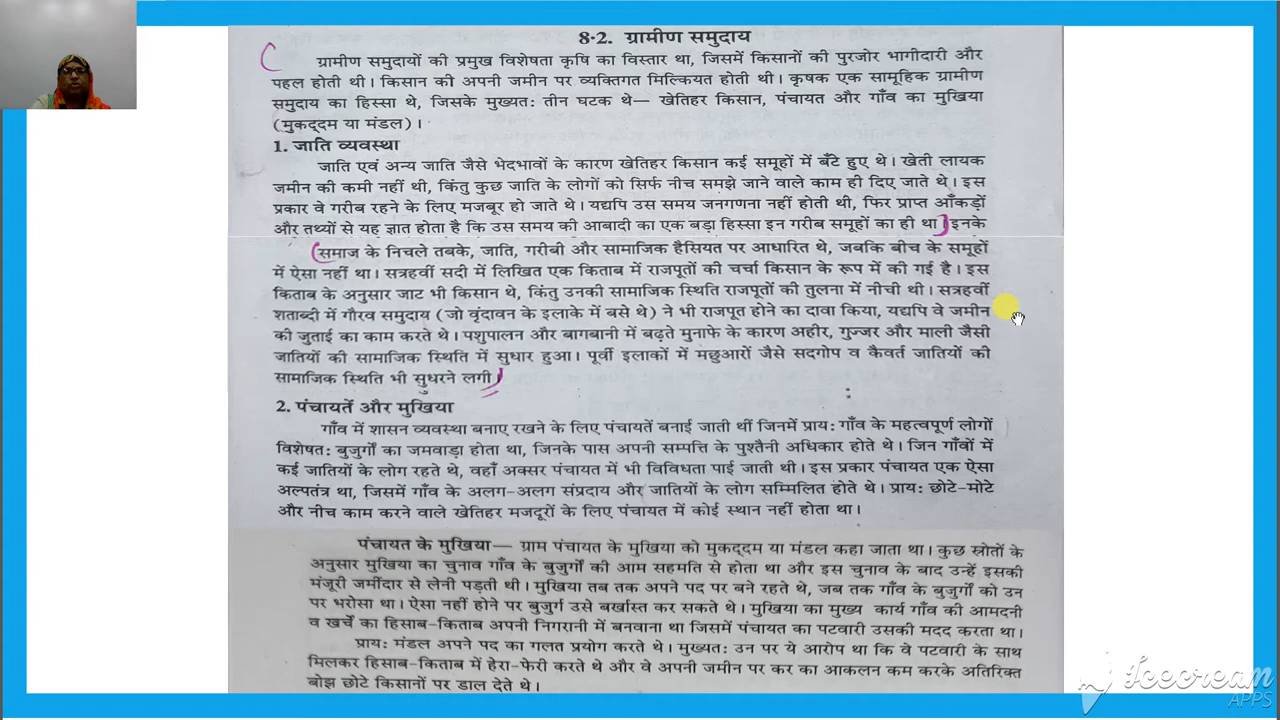 8·2. ग्रामीण समुदाय
ग्रामीण समुदायों की प्रमुख विशेषता कृषि का विस्तार था, जिसमें किसानों की पुरजोर भागीदारी और
पहल होती थी। किसान की अपनी जमीन पर व्यक्तिगत मिल्कियत होती थी। कृषक एक सामूहिक ग्रामीण
समुदाय का हिस्सा थे, जिसके मुख्यतः तीन घटक थे— खेतिहर किसान, पंचायत और गाँव का मुखिया
(मुकद्दम या मंडल)।
1. जाति व्यवस्था
जाति एवं अन्य जाति जैसे भेदभावों के कारण खेतिहर किसान कई समूहों में बँटे हुए थे। खेती लायक
जमीन की कमी नहीं थी, किंतु कुछ जाति के लोगों को सिर्फ नीच समझे जाने वाले काम ही दिए जाते थे। इस
प्रकार वे गरीब रहने के लिए मजबूर हो जाते थे। यद्यपि उस समय जनगणना नहीं होती थी, फिर प्राप्त आँकड़ों
और तथ्यों से यह ज्ञात होता है कि उस समय की आबादी का एक बड़ा हिस्सा इन गरीब समूहों का ही था। इनके
समाज के निचले तबके, जाति, गरीबी और सामाजिक हैसियत पर आधारित थे, जबकि बीच के समूहों
में ऐसा नहीं था। सत्रहवीं सदी में लिखित एक किताब में राजपूतों की चर्चा किसान के रूप में की गई है। इस
किताब के अनुसार जाट भी किसान थे, किंतु उनकी सामाजिक स्थिति राजपूतों की तुलना में नीची थी। सत्रहवीं
शताब्दी में गौरव समुदाय (जो वृंदावन के इलाके में बसे थे) ने भी राजपूत होने का दावा किया, यद्यपि वे जमीन
की जुताई का काम करते थे। पशुपालन और बागबानी में बढ़ते मुनाफे के कारण अहीर, गुज्जर और माली जैसी
जातियों की सामाजिक स्थिति में सुधार हुआ। पूर्वी इलाकों में मछुआरों जैसे सदगोप व कैवर्त जातियों की
सामाजिक स्थिति भी सुधरने लगी।
2. पंचायतें और मुखिया
गाँव में शासन व्यवस्था बनाए रखने के लिए पंचायतें बनाई जाती थीं जिनमें प्रायः गाँव के महत्वपूर्ण लोगों
विशेषतः बुजुर्गों का जमवाड़ा होता था, जिनके पास अपनी सम्पत्ति के पुश्तैनी अधिकार होते थे। जिन गाँवों में
कई जातियों के लोग रहते थे, वहाँ अक्सर पंचायत में भी विविधता पाई जाती थी। इस प्रकार पंचायत एक ऐसा
अल्पतंत्र था, जिसमें गाँव के अलग-अलग संप्रदाय और जातियों के लोग सम्मिलित होते थे। प्रायः छोटे-मोटे
और नीच काम करने वाले खेतिहर मजदूरों के लिए पंचायत में कोई स्थान नहीं होता था।
पंचायत के मुखिया— ग्राम पंचायत के मुखिया को मुकद्दम या मंडल कहा जाता था। कुछ स्रोतों के
अनुसार मुखिया का चुनाव गाँव के बुजुर्गों की आम सहमति से होता था और इस चुनाव के बाद उन्हें इसकी
मंजूरी जमींदार से लेनी पड़ती थी। मुखिया तब तक अपने पद पर बने रहते थे, जब तक गाँव के बुजुर्गों को उन
पर भरोसा था। ऐसा नहीं होने पर बुजुर्ग उसे बर्खास्त कर सकते थे। मुखिया का मुख्य कार्य गाँव की आमदनी
व खर्चे का हिसाब-किताब अपनी निगरानी में बनवाना था जिसमें पंचायत का पटवारी उसकी मदद करता था।
प्रायः मंडल अपने पद का गलत प्रयोग करते थे। मुख्यतः उन पर ये आरोप था कि वे पटवारी के साथ
मिलकर हिसाब-किताब में हेरा-फेरी करते थे और वे अपनी जमीन पर कर का आकलन कम करके अतिरिक्त
बोझ छोटे किसानों पर डाल देते थे।
Icecream
APPS